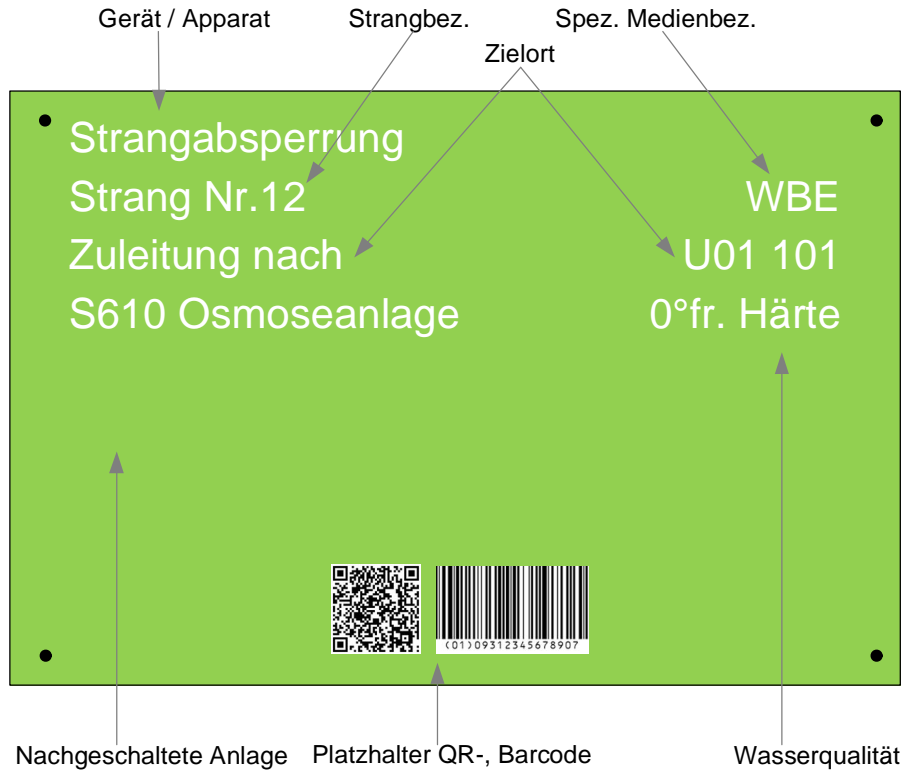 Gerät / Apparat Strangbez. Spez. Medienbez.
Zielort
Strangabsperrung
Strang Nr.12 WBE
Zuleitung nach U01 101
S610 Osmoseanlage 0°fr. Härte
(01)09312345678907
Nachgeschaltete Anlage Platzhalter QR-, Barcode Wasserqualität